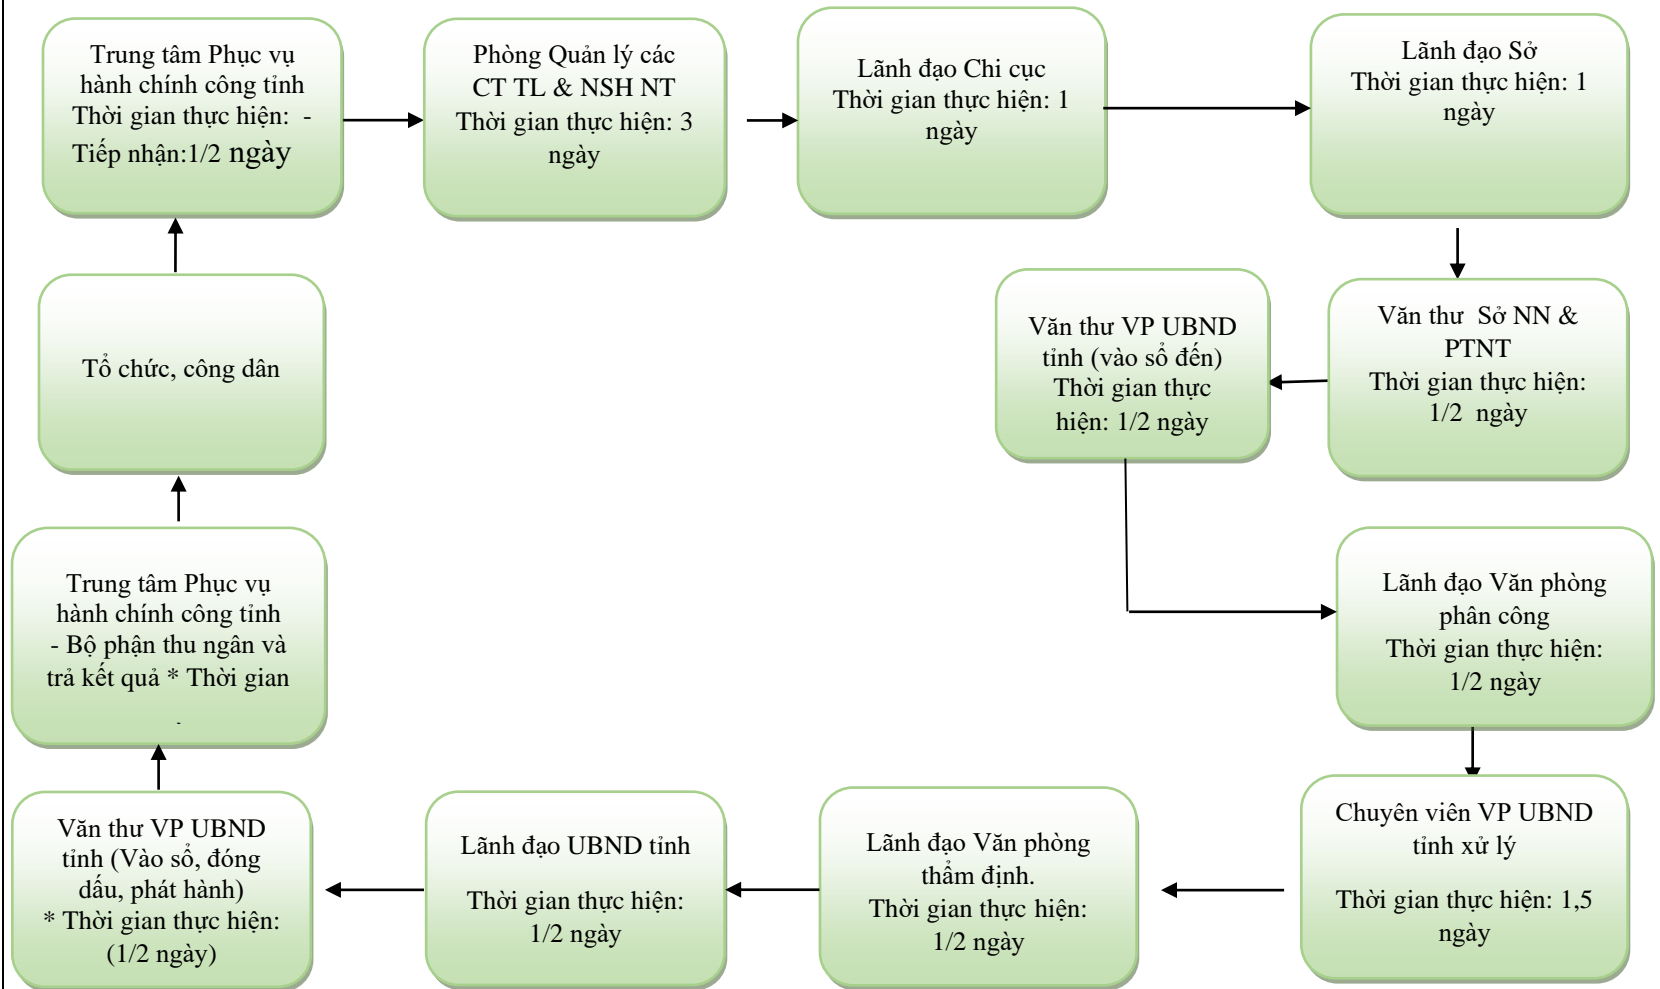 Trung tâm Phục vụ
hành chính công tỉnh
Thời gian thực hiện: -
Tiếp nhận:1/2 ngày
Phòng Quản lý các
CT TL & NSH NT
Thời gian thực hiện: 3
ngày
Lãnh đạo Chi cục
Thời gian thực hiện: 1
ngày
Lãnh đạo Sở
Thời gian thực hiện: 1
ngày
Văn thư Sở NN &
PTNT
Thời gian thực hiện:
1/2 ngày
Văn thư VP UBND
tỉnh (vào sổ đến)
Thời gian thực
hiện: 1/2 ngày
Lãnh đạo Văn phòng
phân công
Thời gian thực hiện:
1/2 ngày
Chuyên viên VP UBND
tỉnh xử lý
Thời gian thực hiện: 1,5
ngày
Lãnh đạo Văn phòng
thẩm định.
Thời gian thực hiện:
1/2 ngày
Lãnh đạo UBND tỉnh
Thời gian thực hiện:
1/2 ngày
Văn thư VP UBND
tỉnh (Vào sổ, đóng
dấu, phát hành)
* Thời gian thực hiện:
(1/2 ngày)
Trung tâm Phục vụ
hành chính công tỉnh
- Bộ phận thu ngân và
trả kết quả * Thời gian
Tổ chức, công dân